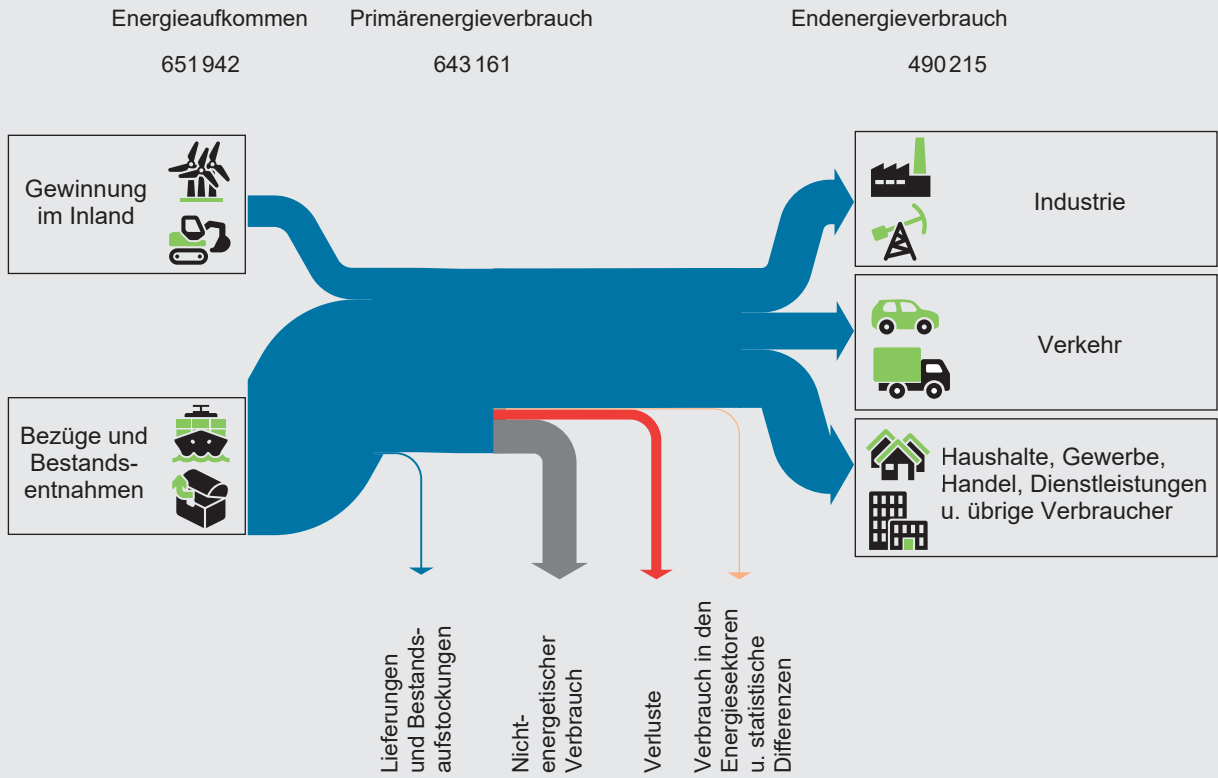 Energieaufkommen
Primärenergieverbrauch
Endenergieverbrauch
651 942
643 161
490 215
Gewinnung
im Inland
Bezüge und
Bestands-
entnahmen
Industrie
Verkehr
Haushalte, Gewerbe,
Handel, Dienstleistungen
u. übrige Verbraucher
Lieferungen
und Bestands-
aufstockungen
Nicht-
energetischer
Verbrauch
Verluste
Verbrauch in den
Energiesektoren
u. statistische
Differenzen